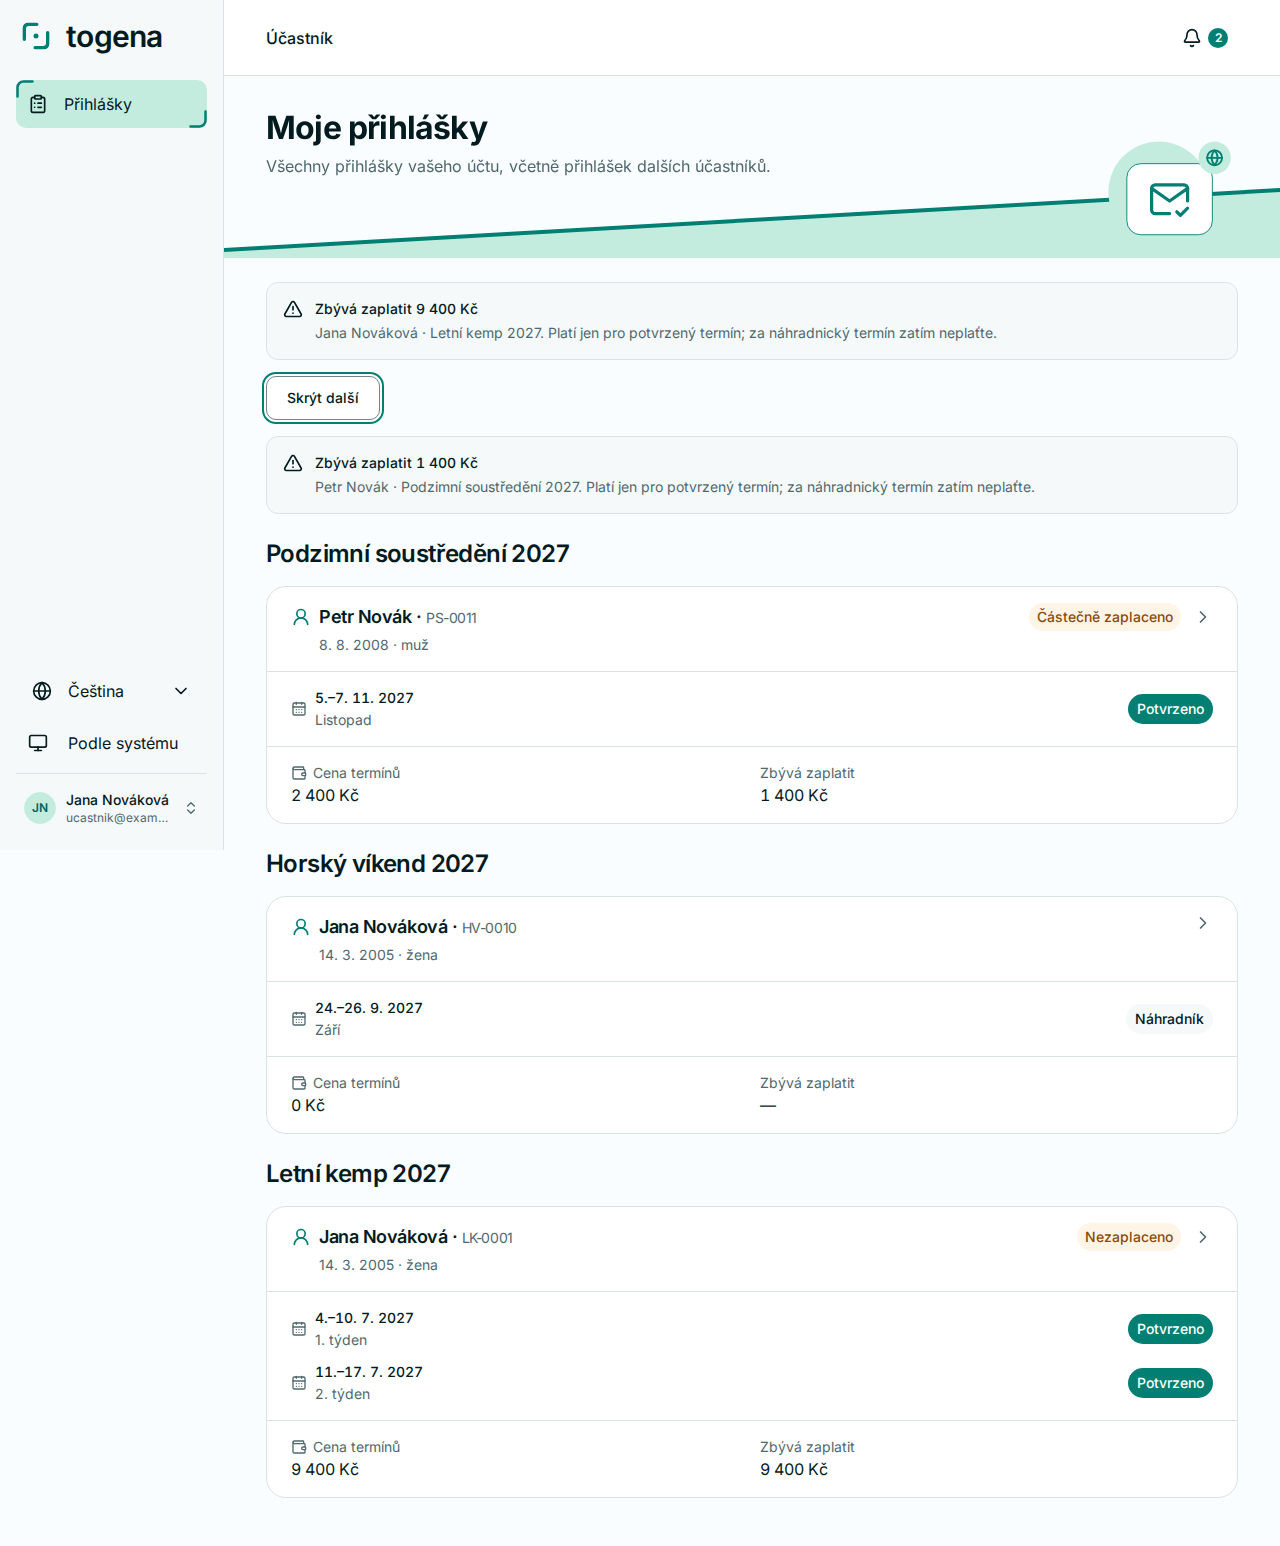 togena
Účastník
2
Přihlášky
Moje přihlášky
Všechny přihlášky vašeho účtu, včetně přihlášek dalších účastníků.
Zbývá zaplatit 9 400 Kč
Jana Nováková · Letní kemp 2027. Platí jen pro potvrzený termín; za náhradnický termín zatím neplaťte.
Skrýt další
Zbývá zaplatit 1 400 Kč
Petr Novák · Podzimní soustředění 2027. Platí jen pro potvrzený termín; za náhradnický termín zatím neplaťte.
Podzimní soustředění 2027
Petr Novák · PS-0011
Částečně zaplaceno
8. 8. 2008 · muž
5.–7. 11. 2027
Listopad
Potvrzeno
Cena termínů
Zbývá zaplatit
2 400 Kč
1 400 Kč
Čeština
Podle systému
JN
Jana Nováková
ucastnik@exam...
Horský víkend 2027
Jana Nováková · HV-0010
14. 3. 2005 · žena
24.–26. 9. 2027
Září
Náhradník
Cena termínů
Zbývá zaplatit
0 Kč
—
Letní kemp 2027
Jana Nováková · LK-0001
Nezaplaceno
14. 3. 2005 · žena
4.–10. 7. 2027
1. týden
Potvrzeno
11.–17. 7. 2027
2. týden
Potvrzeno
Cena termínů
Zbývá zaplatit
9 400 Kč
9 400 Kč